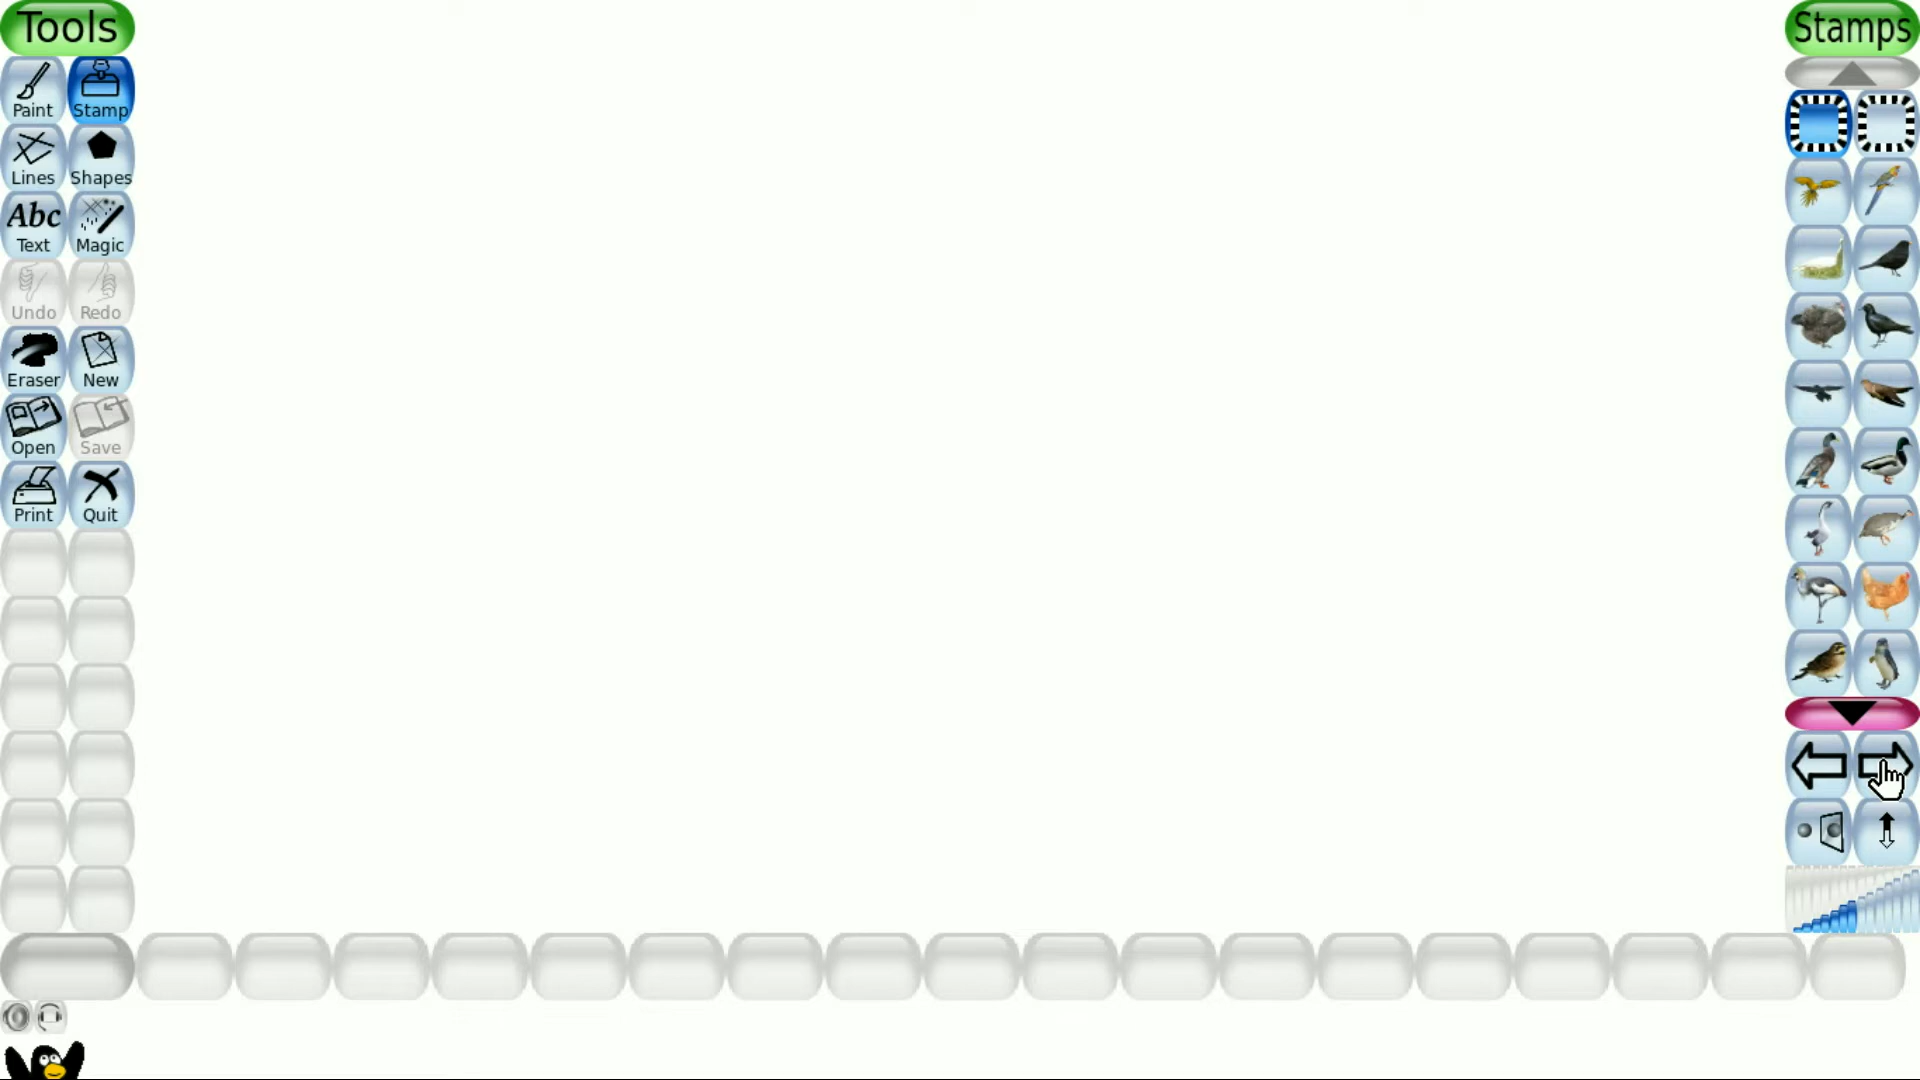 Tools
Stamps
Paint
Stamp
Lines
Shapes
Abc
Text
Magic
Undo
Redo
Eraser
New
Open
Save
Print
Quit